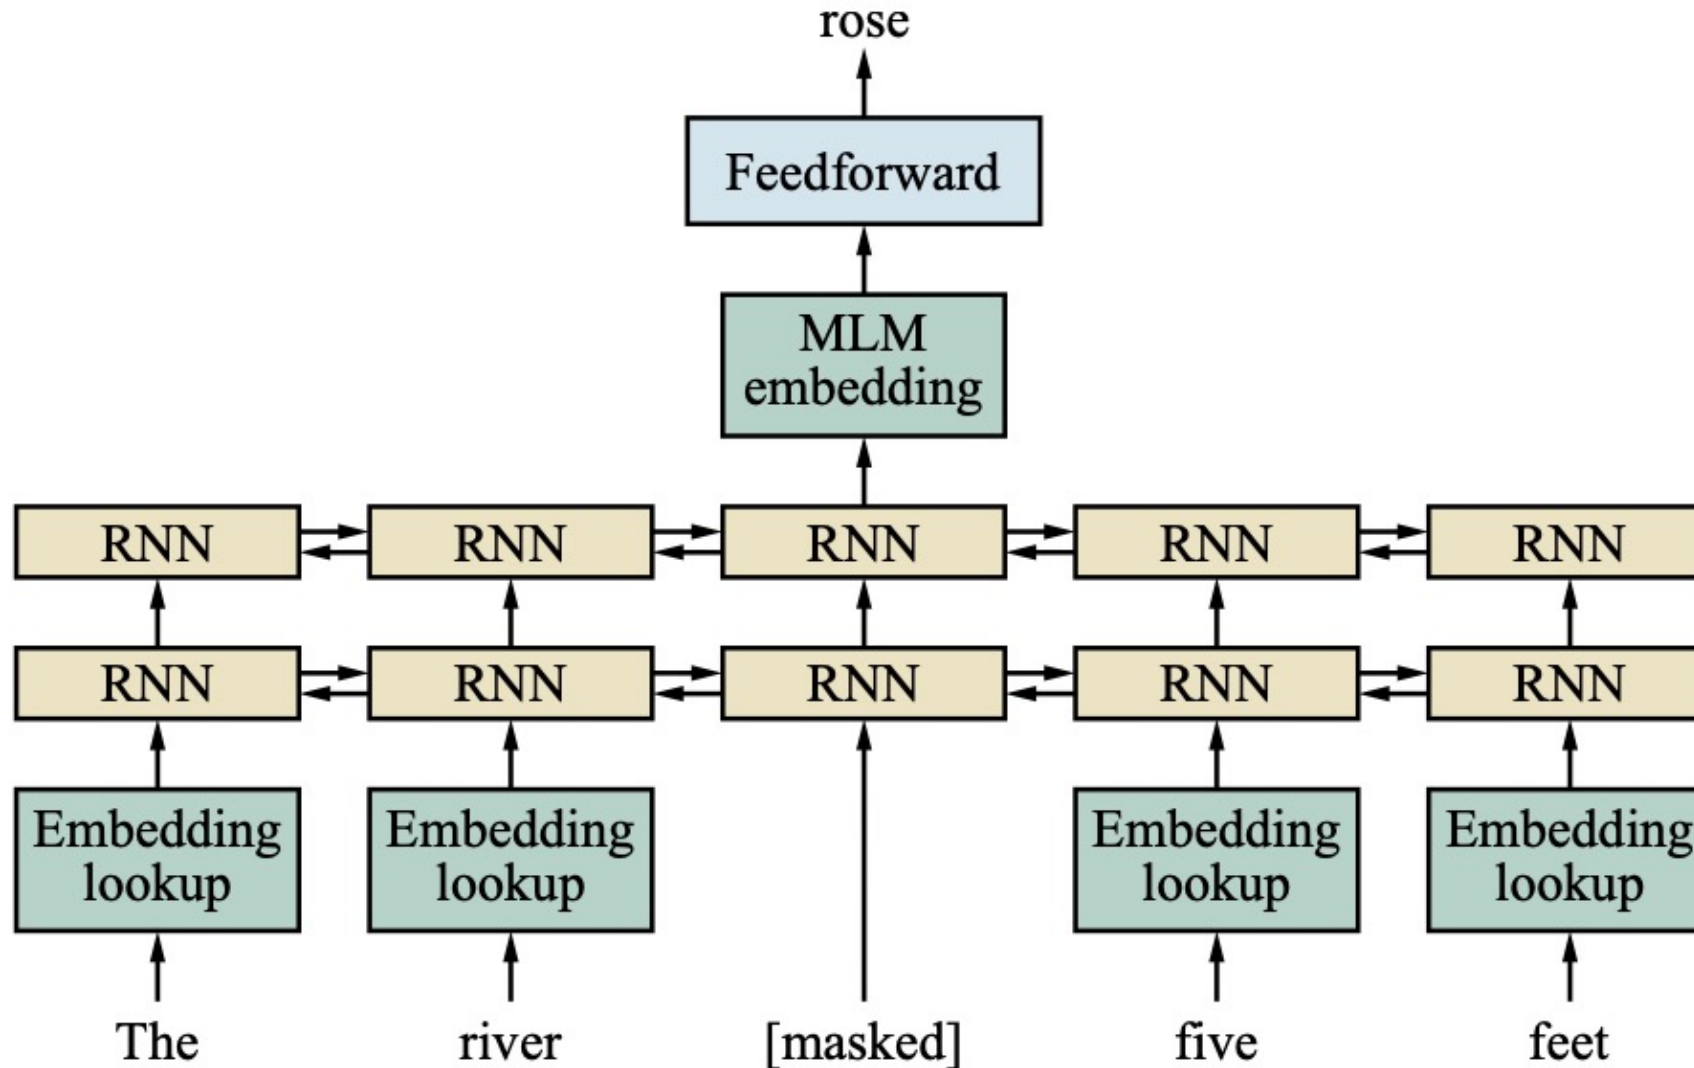 rose
Feedforward
MLM
embedding
RNN RNN RNN RNN RNN
RNN RNN RNN RNN RNN
Embedding Embedding Embedding Embedding
lookup lookup lookup lookup
The river [masked] five feet